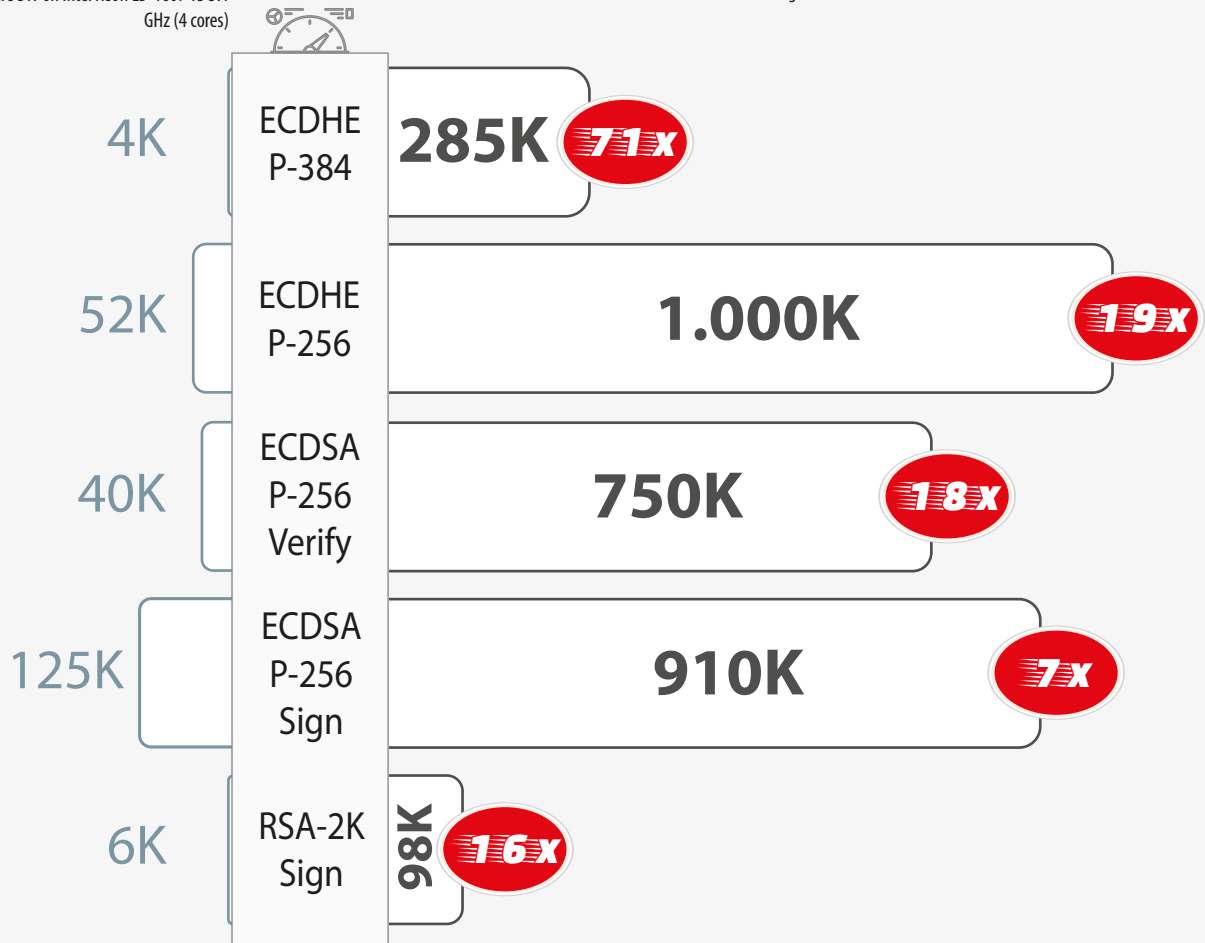 GHz (4 cores)
4K
ECDHE
P-384
285K
71x
52K
ECDHE
P-256
1.000K
19x
40K
ECDSA
P-256
Verify
750K
18x
125K
ECDSA
P-256
Sign
910K
7x
6K
RSA-2K
Sign
98K
16x